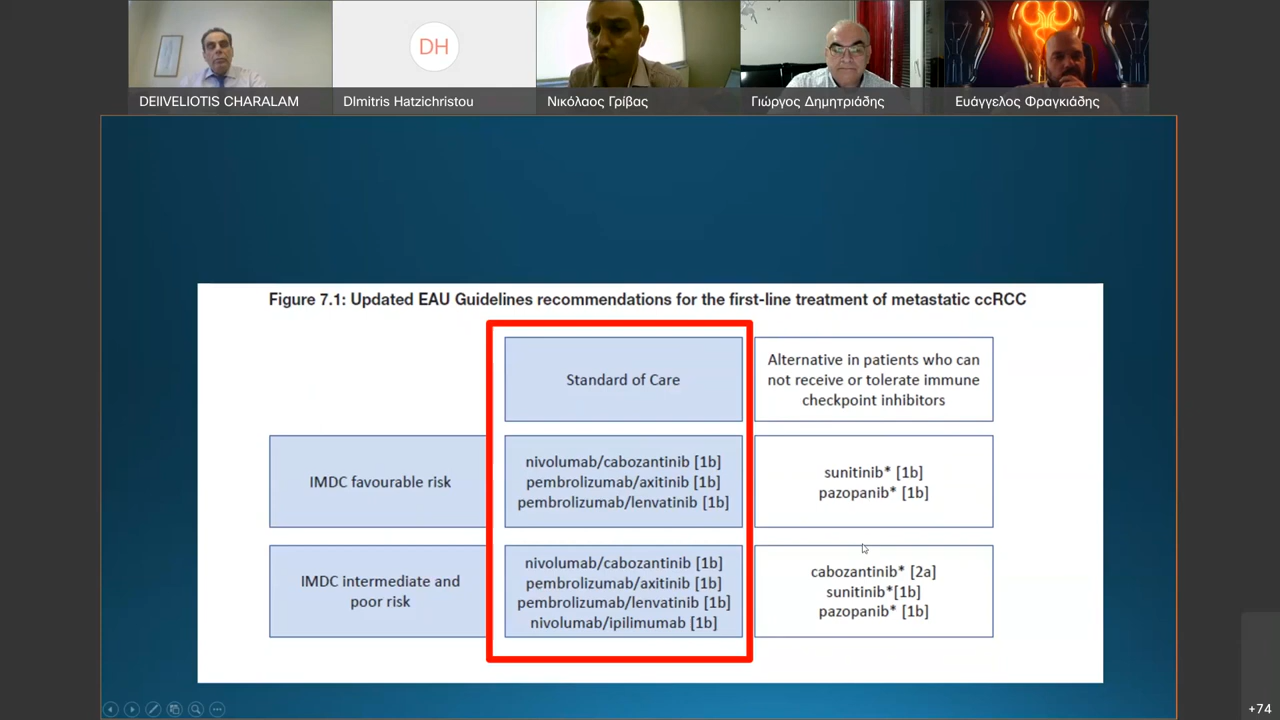 DEIIVELIOTIS CHARALAM
DH
DImitris Hatzichristou
Νικόλαος Γρίβας
Γιώργος Δημητριάδης
Ευάγγελος Φραγκιάδης
Figure 7.1: Updated EAU Guidelines recommendations for the first-line treatment of metastatic ccRCC
Standard of Care
Alternative in patients who can
not receive or tolerate immune
checkpoint inhibitors
IMDC favourable risk
nivolumab/cabozantinib [1b]
pembrolizumab/axitinib [1b]
pembrolizumab/lenvatinib [1b]
sunitinib* [1b]
pazopanib* [1b]
IMDC intermediate and
poor risk
nivolumab/cabozantinib [1b]
pembrolizumab/axitinib [1b]
pembrolizumab/lenvatinib [1b]
nivolumab/ipilimumab [1b]
cabozantinib* [2a]
sunitinib*[1b]
pazopanib* [1b]
+74